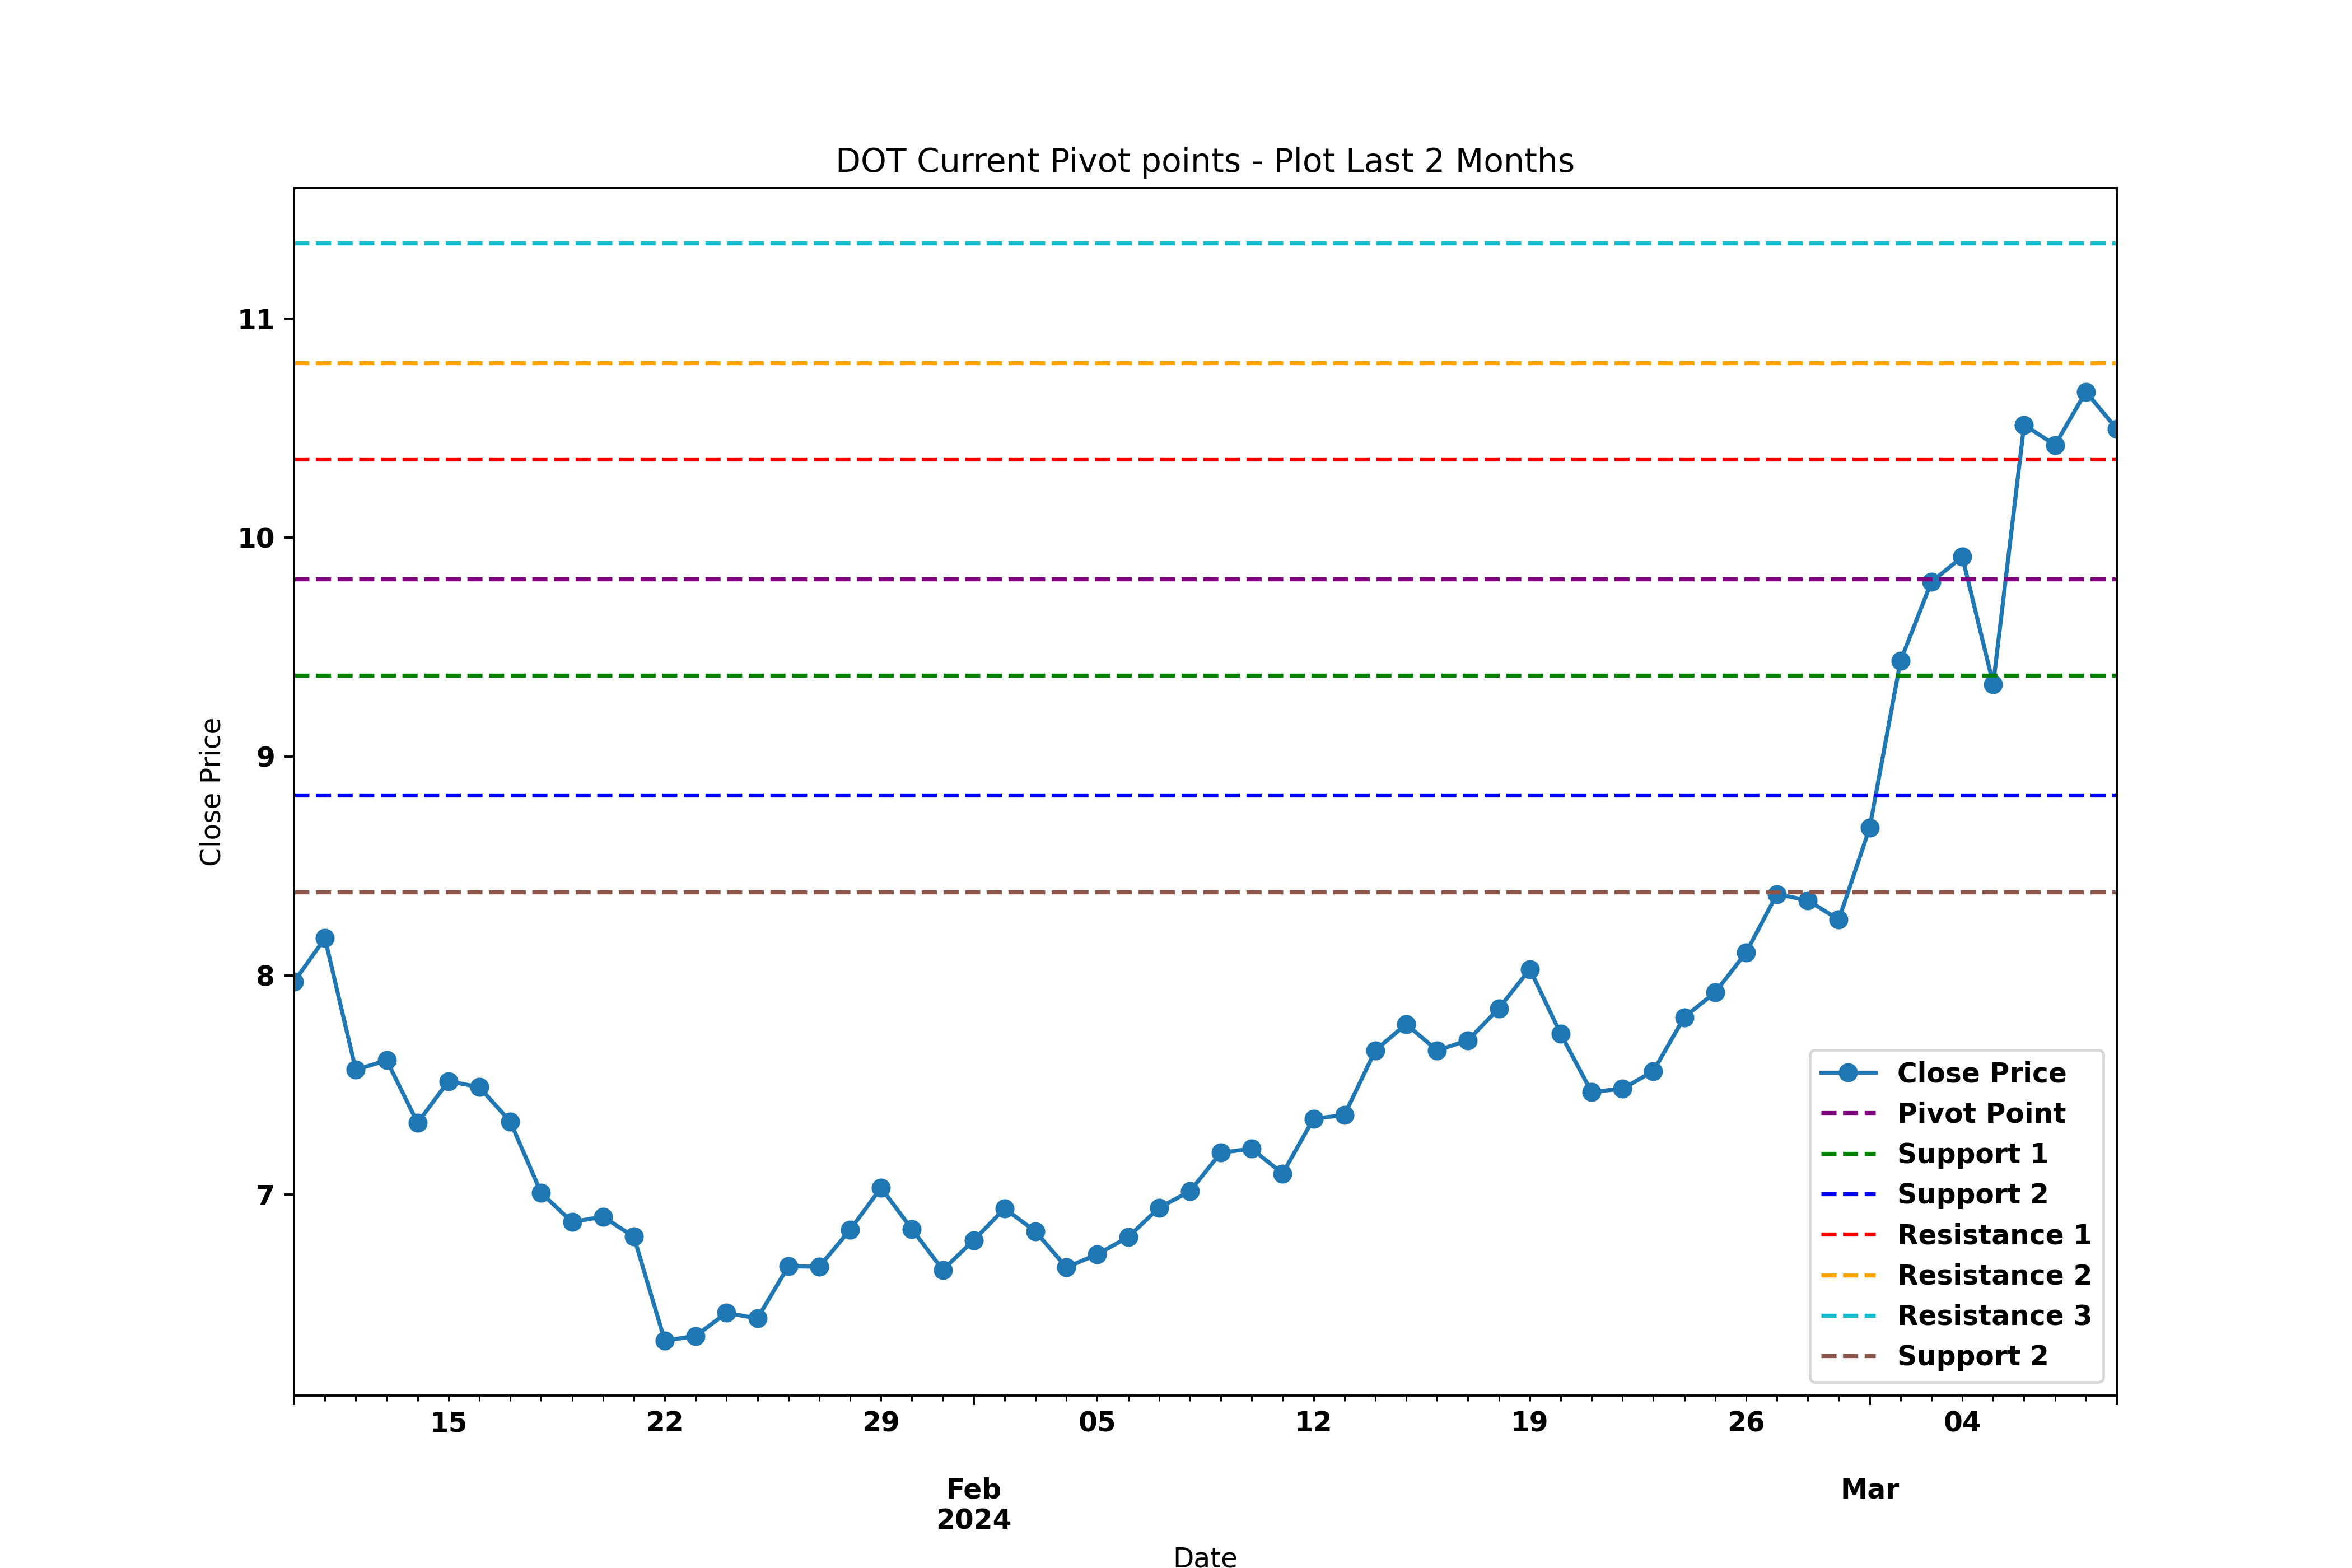 DOT Current Pivot points - Plot Last 2 Months
Close Price
11
10
9
8
7
Close Price
Pivot Point
Support 1
Support 2
Resistance 1
Resistance 2
Resistance 3
Support 2
15 22 29 05 12 19 26 04
Feb Mar
2024
Date